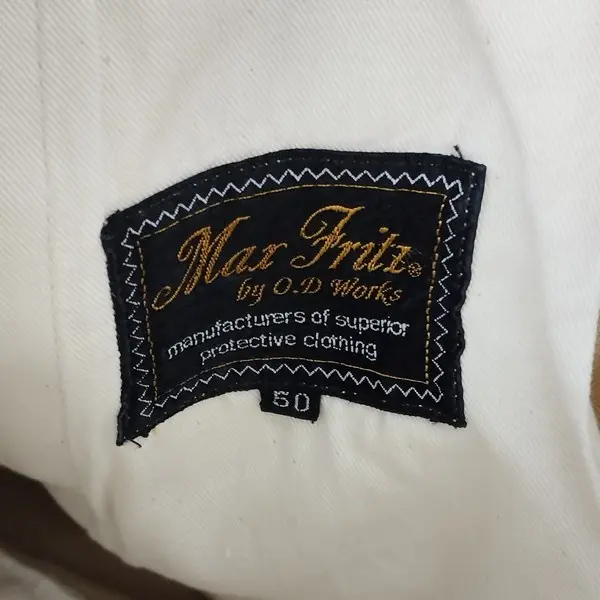 Max Fritz®
by O.D Works
manufacturers of superior
protective clothing
50